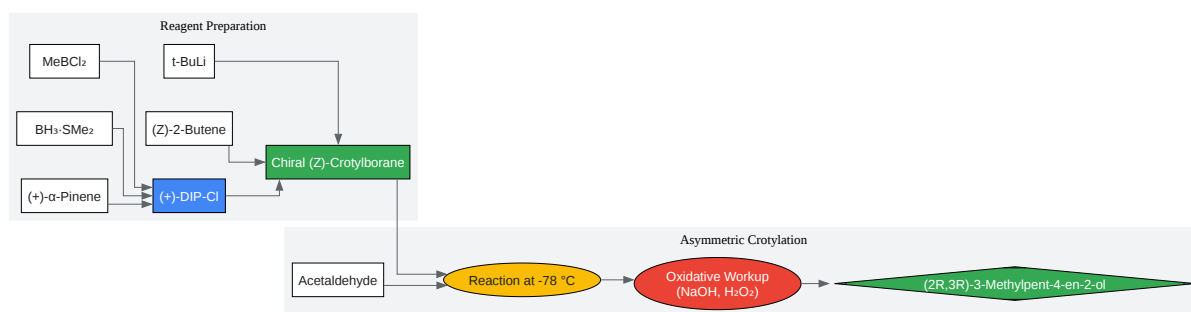 Reagent Preparation
MeBCl₂
t-BuLi
BH₃·SMe₂
(Z)-2-Butene
Chiral (Z)-Crotylborane
(+)-α-Pinene
(+)-DIP-Cl
Asymmetric Crotylation
Acetaldehyde
Reaction at -78 °C
Oxidative Workup
(NaOH, H₂O₂)
(2R,3R)-3-Methylpent-4-en-2-ol